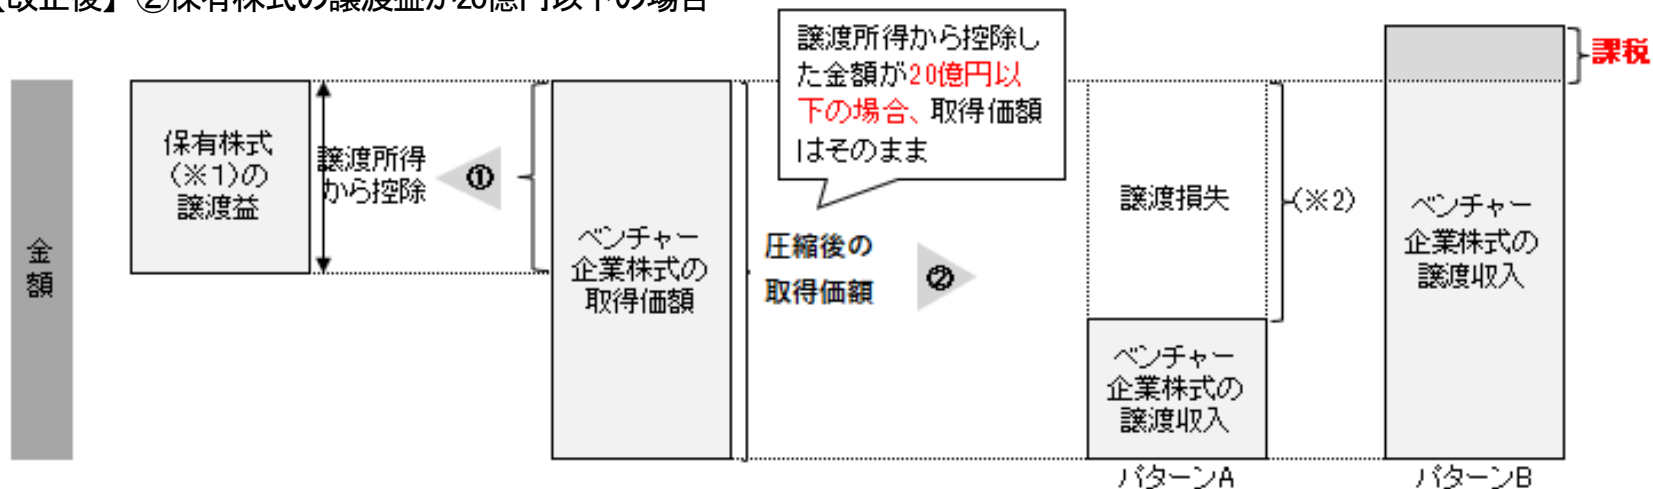 【改正後】②保有株式の譲渡益が20億円以下の場合
金
額
保有株式
(※1)の
譲渡益
譲渡所得
から控除
①
ベンチャー
企業株式の
取得価額
譲渡所得から控除し
た金額が20億円以
下の場合、取得価額
はそのまま
圧縮後の
取得価額
②
譲渡損失
(※2)
ベンチャー
企業株式の
譲渡収入
パターンA
課税
ベンチャー
企業株式の
譲渡収入
パターンB